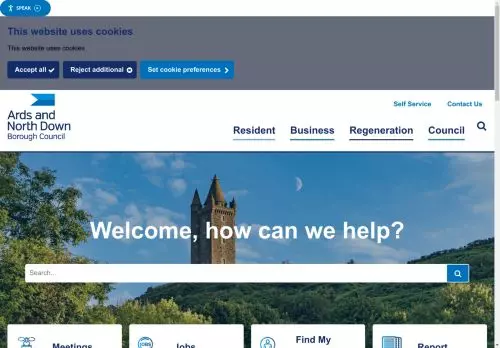 SPEAK
This website uses cookies
This website uses cookies
Accept all
Reject additional
Set cookie preferences
Ards and
North Down
Borough Council
Self Service
Contact Us
Resident
Business
Regeneration
Council
Welcome, how can we help?
Search...
Meetings
JOBS
Jobs
Find My
Report